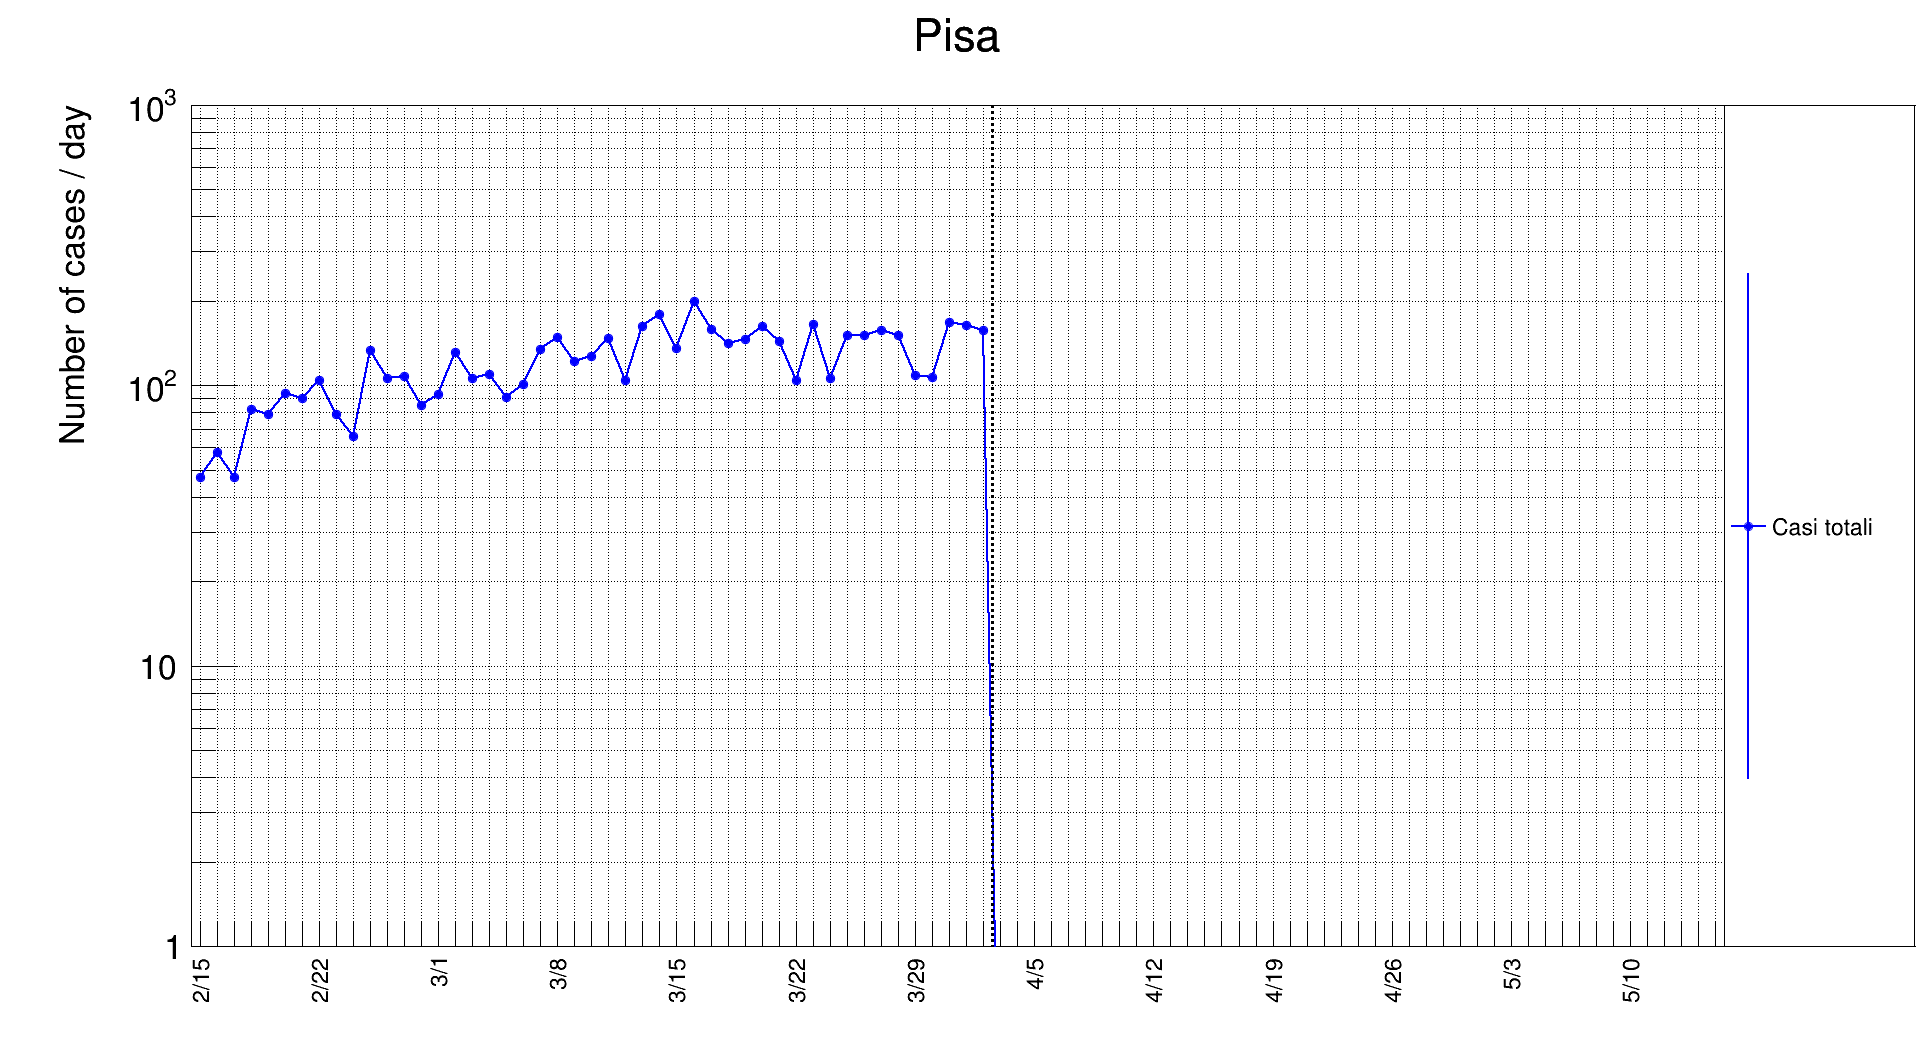 Pisa
Number of cases / day
10³
10²
10
1
2/15 2/22 3/1 3/8 3/15 3/22 3/29 4/5 4/12 4/19 4/26 5/3 5/10
Casi totali